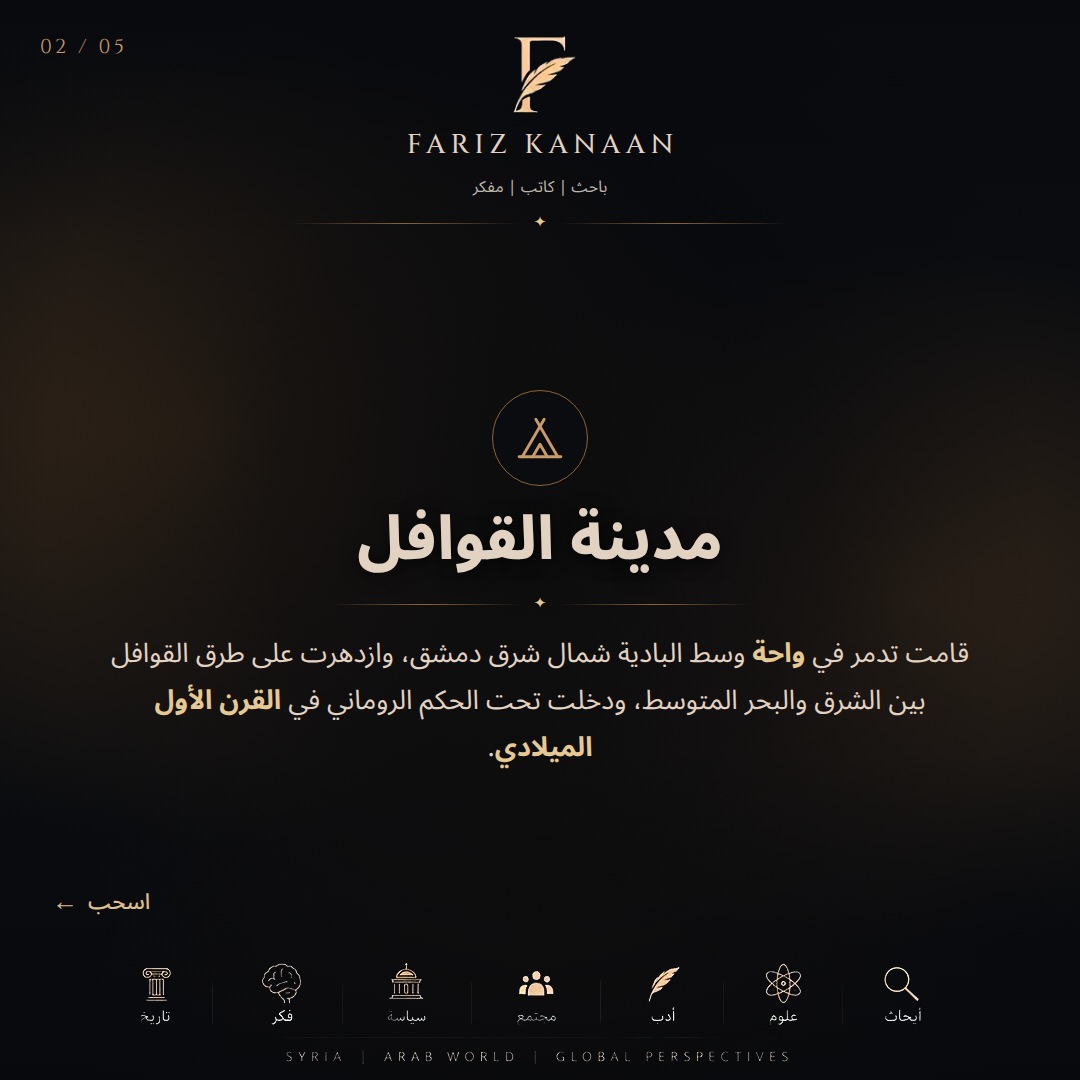 02 / 05
F
FARIZ KANAAN
باحث | كاتب | مفكر
مدينة القوافل
قامت تدمر في واحة وسط البادية شمال شرق دمشق، وازدهرت على طرق القوافل
بين الشرق والبحر المتوسط، ودخلت تحت الحكم الروماني في القرن الأول
الميلادي.
اسحب ←
أبحاث
علوم
أدب
مجتمع
سياسة
فكر
تاريخ
SYRIA | ARAB WORLD | GLOBAL PERSPECTIVES